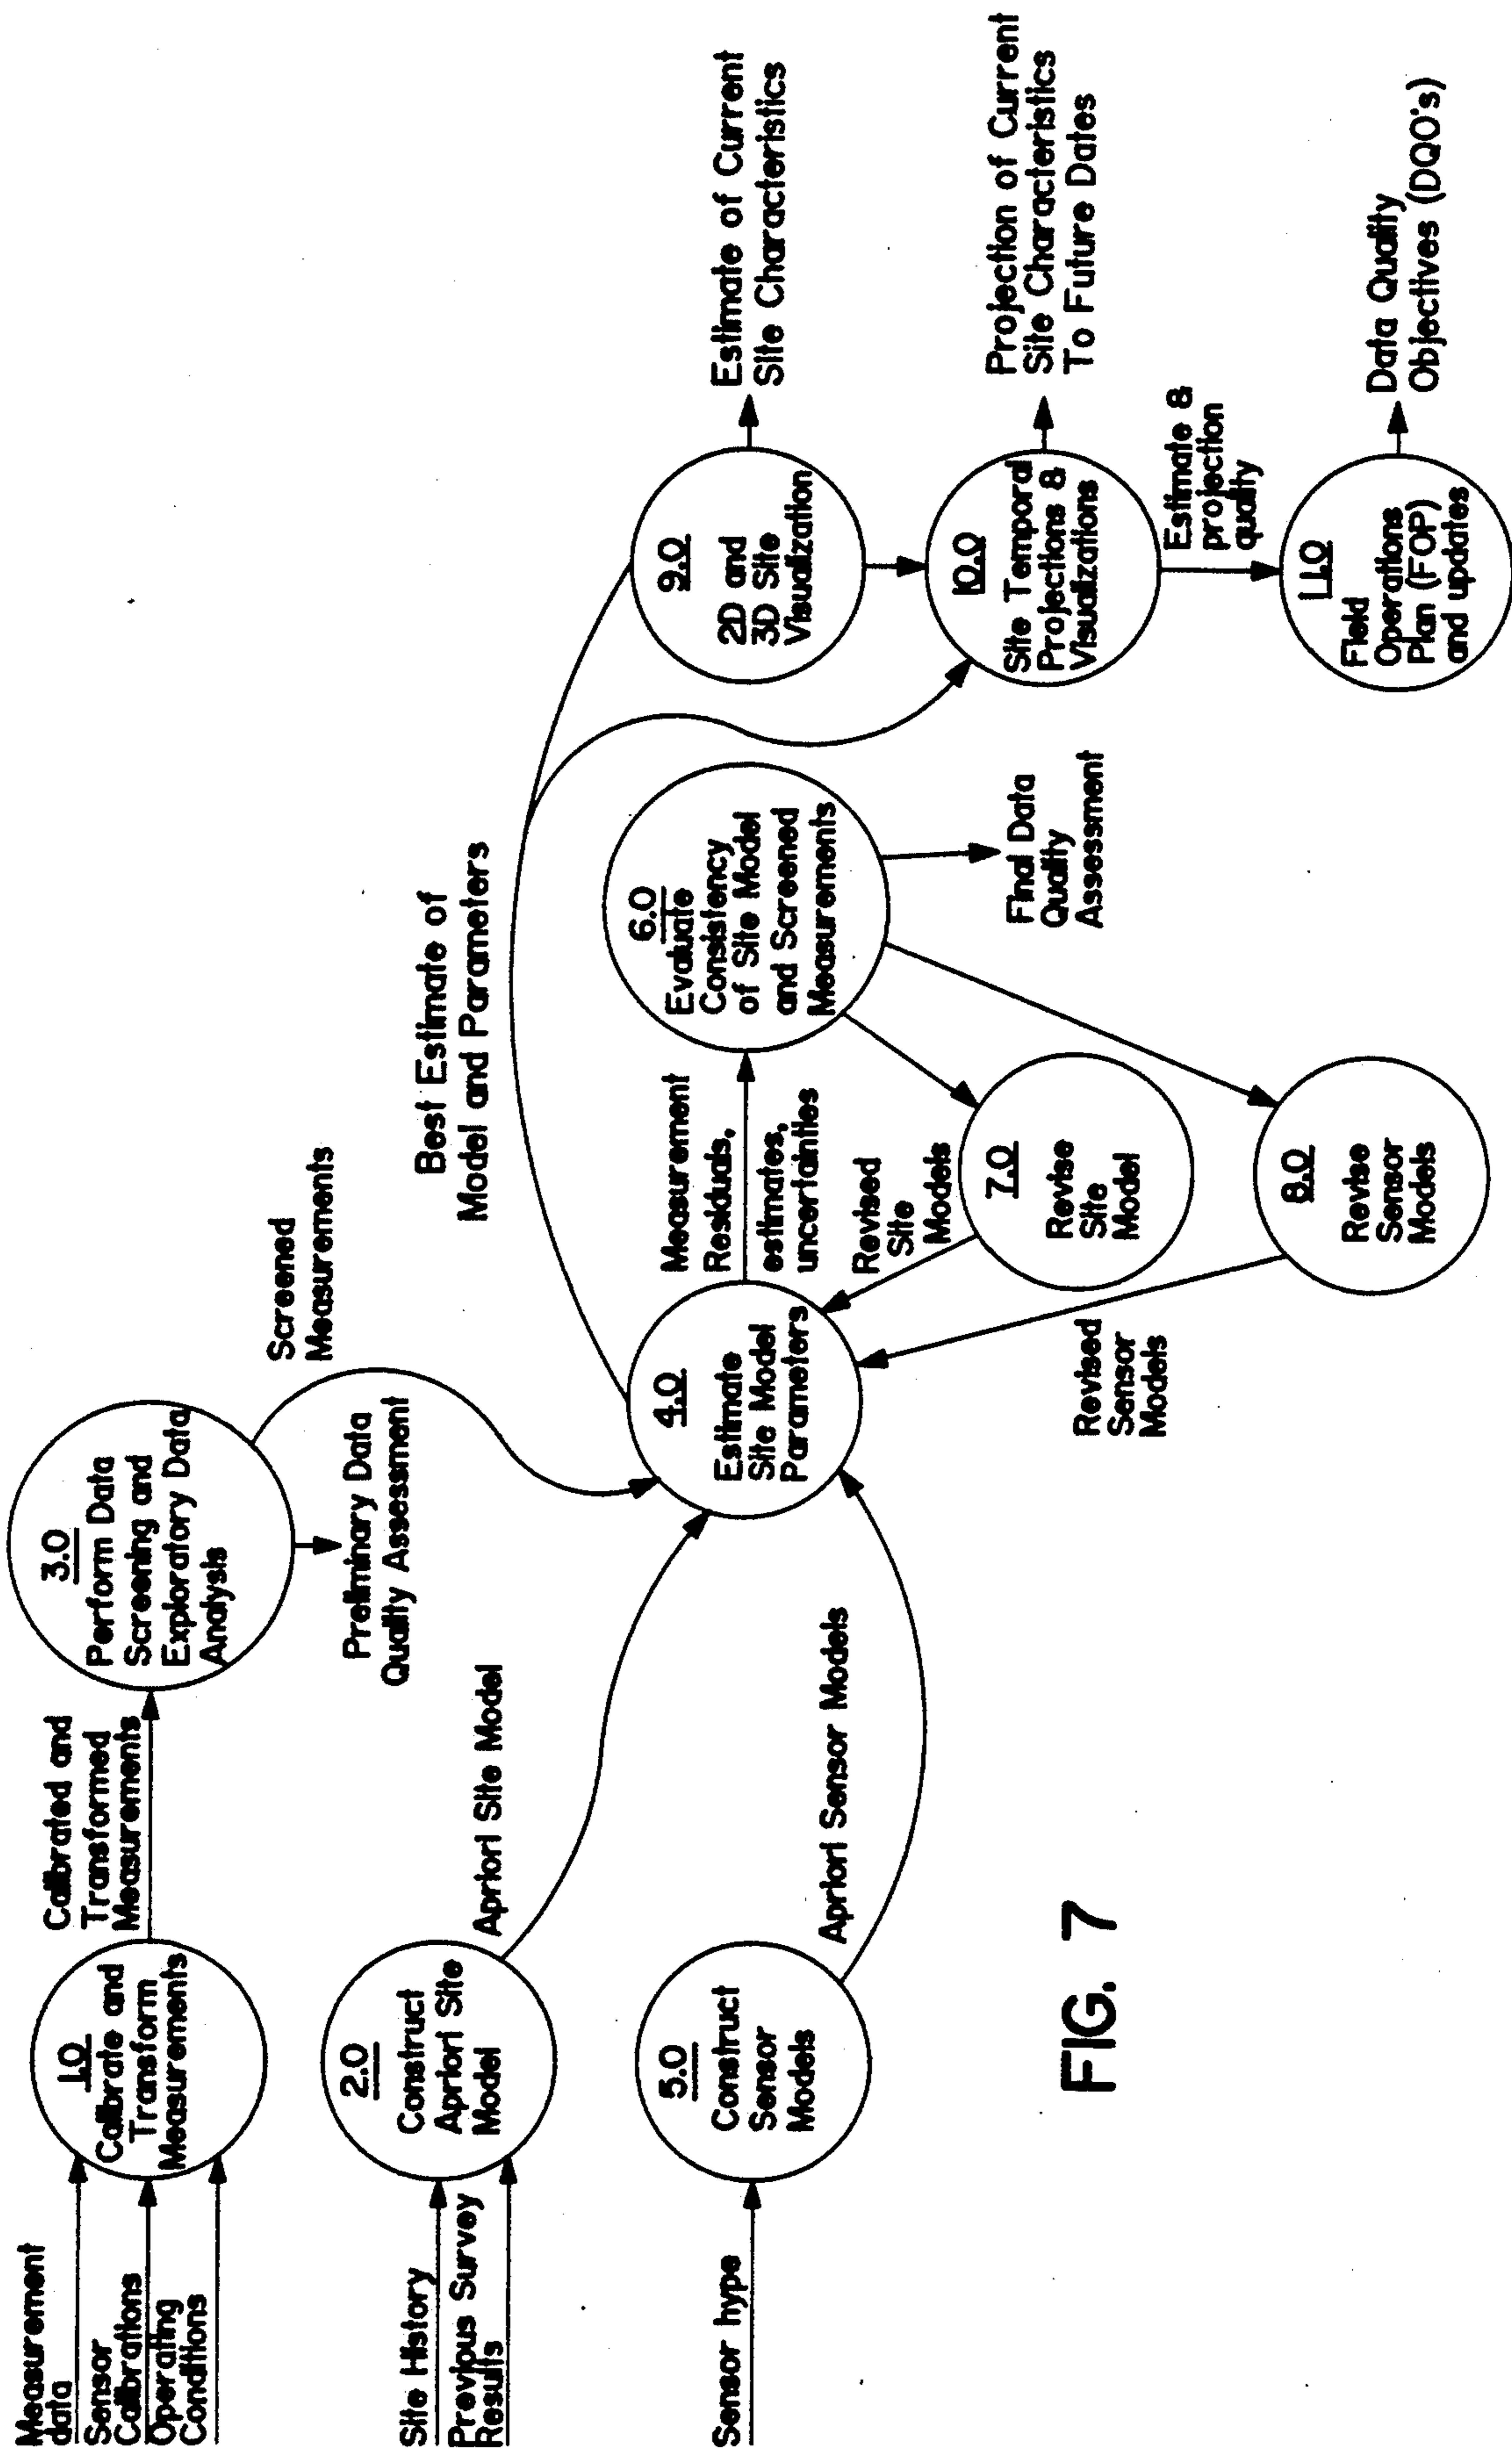 Measurement
data
Sensor
Calibrations
Operating
Conditions
1.0
Calibrate and
Transform
Measurements
Calibrated and
Transformed
Measurements
3.0
Perform Data
Screening and
Exploratory Data
Analysis
Preliminary Data
Quality Assessment
Screened
Measurements
Site History
Previous Survey
Results
2.0
Construct
Apriori Site
Model
Apriori Site Model
Sensor hype
5.0
Construct
Sensor
Models
Apriori Sensor Models
4.0
Estimate
Site Model
Parameters
Best Estimate of
Model and Parameters
Measurement
Residuals,
estimates,
uncertainties
6.0
Evaluate
Consistency
of Site Model
and Screened
Measurements
Final Data
Quality
Assessment
Revised
Site
Models
7.0
Revise
Site
Model
Revised
Sensor
Models
8.0
Revise
Sensor
Models
9.0
2D and
3D Site
Visualization
Estimate of Current
Site Characteristics
10.0
Site Temporal
Projections &
Visualizations
Projection of Current
Site Characteristics
To Future Dates
Estimate &
projection
quality
11.0
Field
Operations
Plan (FOP)
and updates
Data Quality
Objectives (DQO's)
FIG. 7